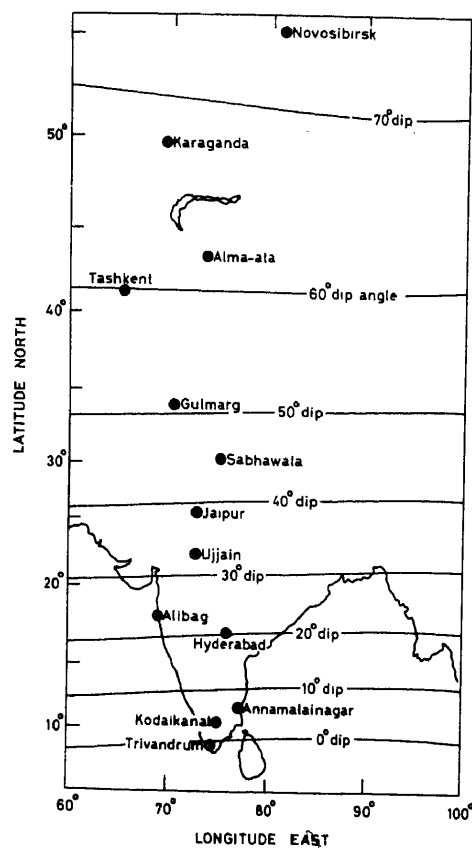 Novosibirsk
70° dip
50°
Karaganda
Alma-ata
Tashkent
60° dip angle
40°
LATITUDE NORTH
Gulmarg
50° dip
30°
Sabhawala
40° dip
Jaipur
Ujjain
20°
30° dip
Alibag
20° dip
Hyderabad
10° dip
Annamalainagar
10°
Kodaikanal
0° dip
Trivandrum
60°
70°
80°
90°
100°
LONGITUDE EAST